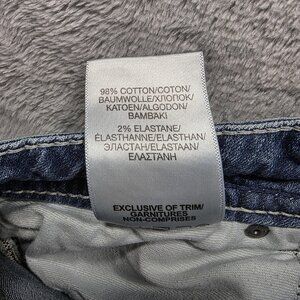 98% COTTON/COTON/
BAUMWOLLE/ХЛОПОК/
KATOEN/ALGODON/
BAMBAKI
2% ELASTANE/
ÉLASTHANNE/ELASTHAN/
ЭЛАСТАН/ELASTAAN/
ΕΛΑΣΤΑΝΗ
EXCLUSIVE OF TRIM/
GARNITURES
NON-COMPRISES